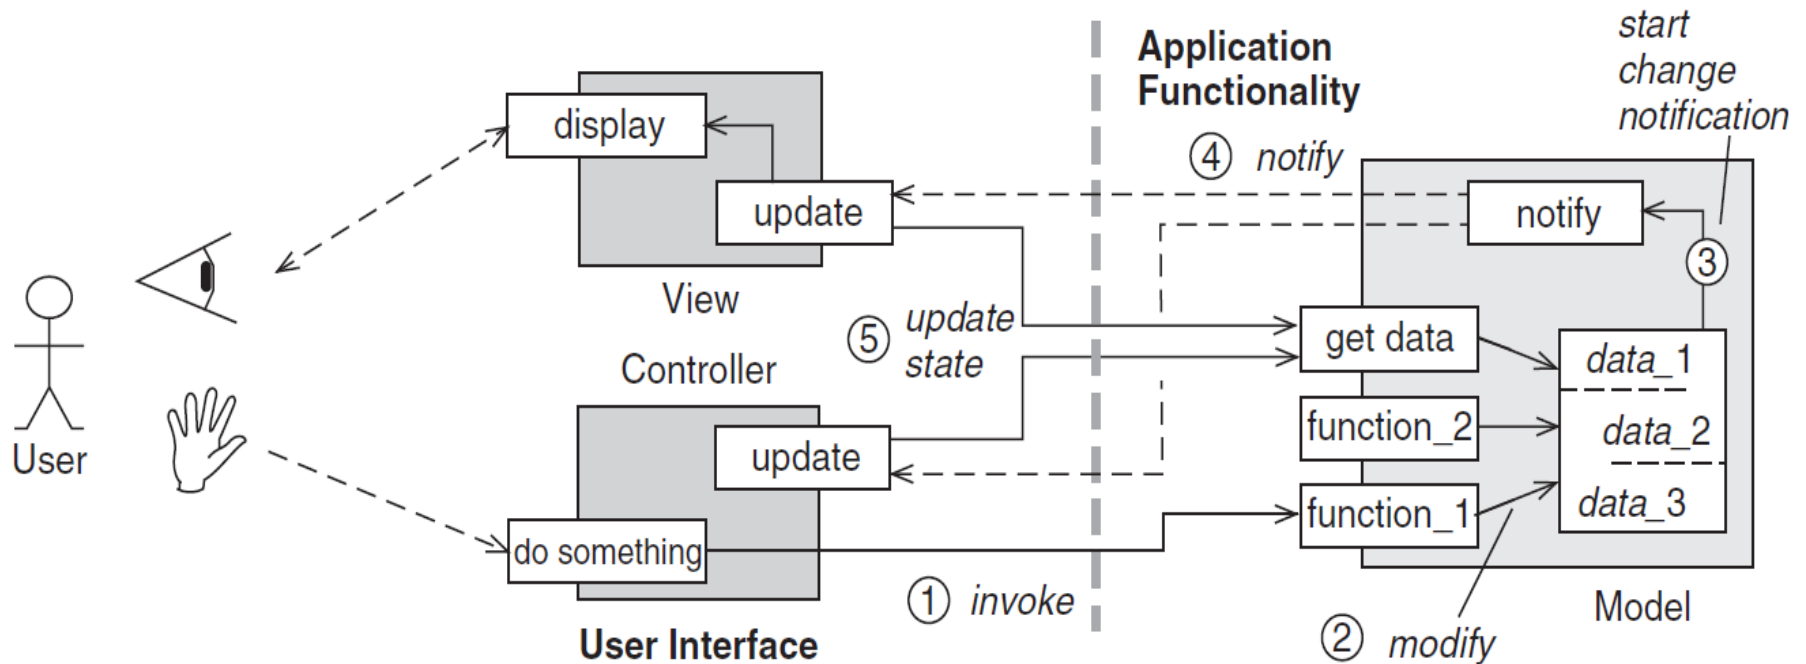 start
change
notification
Application
Functionality
4 notify
display
update
notify
3
View
5 update
state
get data
data_1
Controller
function_2
data_2
User
update
function_1
data_3
do something
1 invoke
Model
User Interface
2 modify